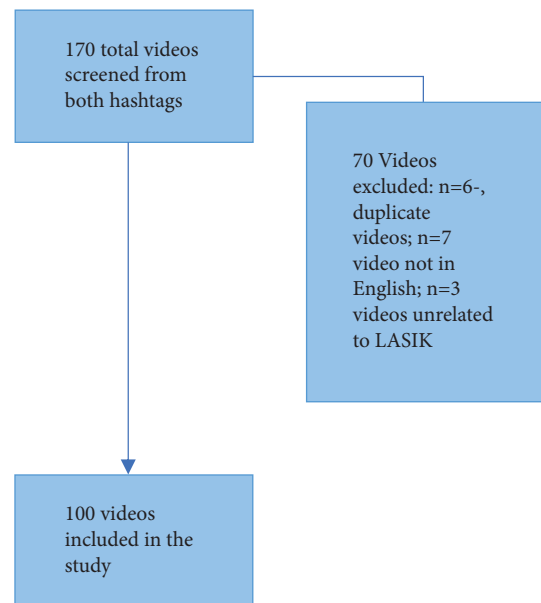 170 total videos
screened from
both hashtags
70 Videos
excluded: n=6-,
duplicate
videos; n=7
video not in
English; n=3
videos unrelated
to LASIK
100 videos
included in the
study